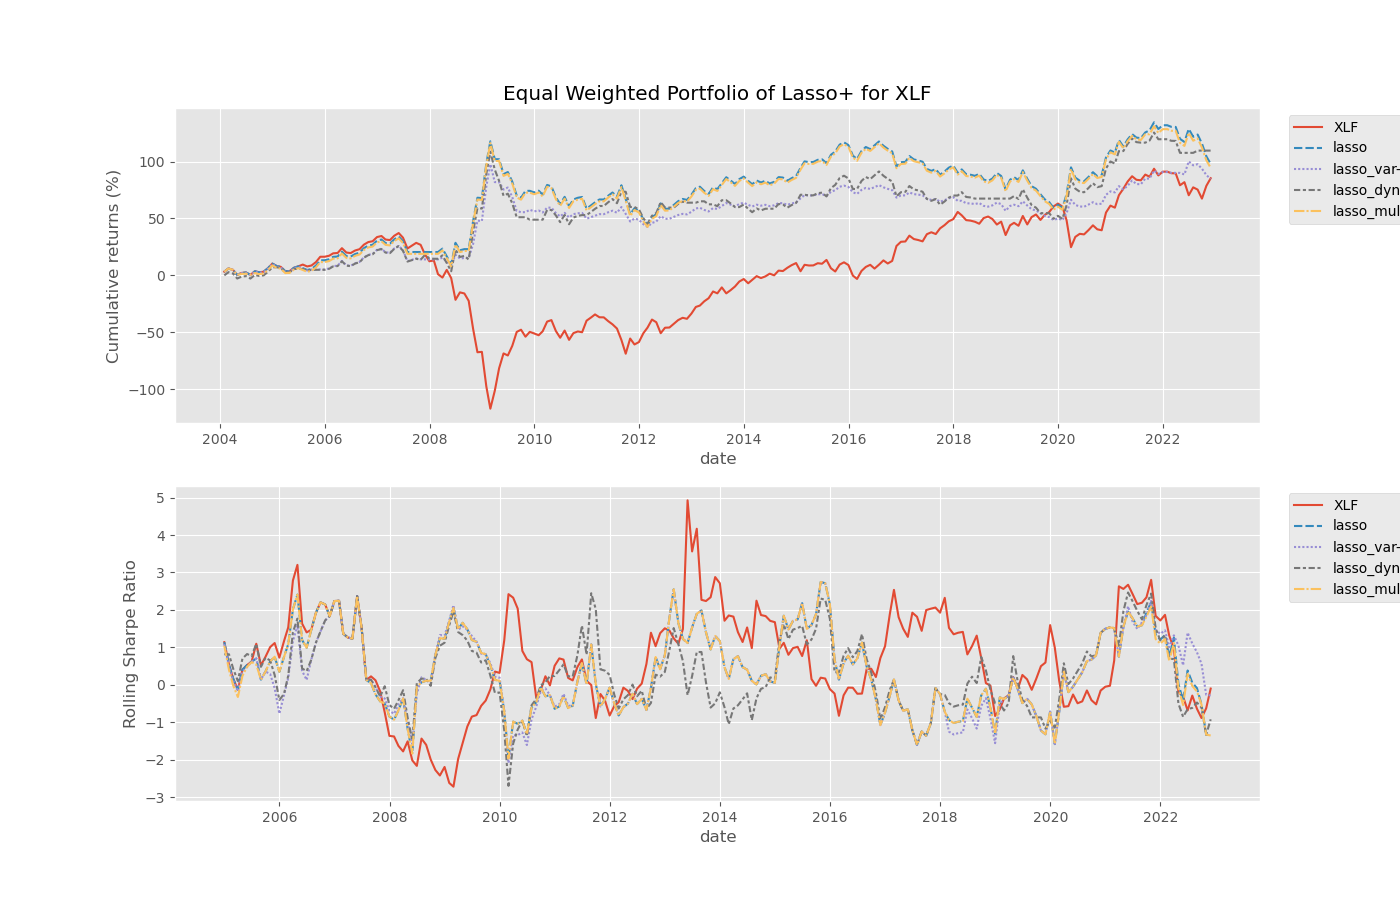 Equal Weighted Portfolio of Lasso+ for XLF
Cumulative returns (%)
100
50
0
−50
−100
2004 2006 2008 2010 2012 2014 2016 2018 2020 2022
date
XLF
lasso
lasso_var-
lasso_dyn
lasso_mul
Rolling Sharpe Ratio
5
4
3
2
1
0
−1
−2
−3
2006 2008 2010 2012 2014 2016 2018 2020 2022
date
XLF
lasso
lasso_var-
lasso_dyn
lasso_mul